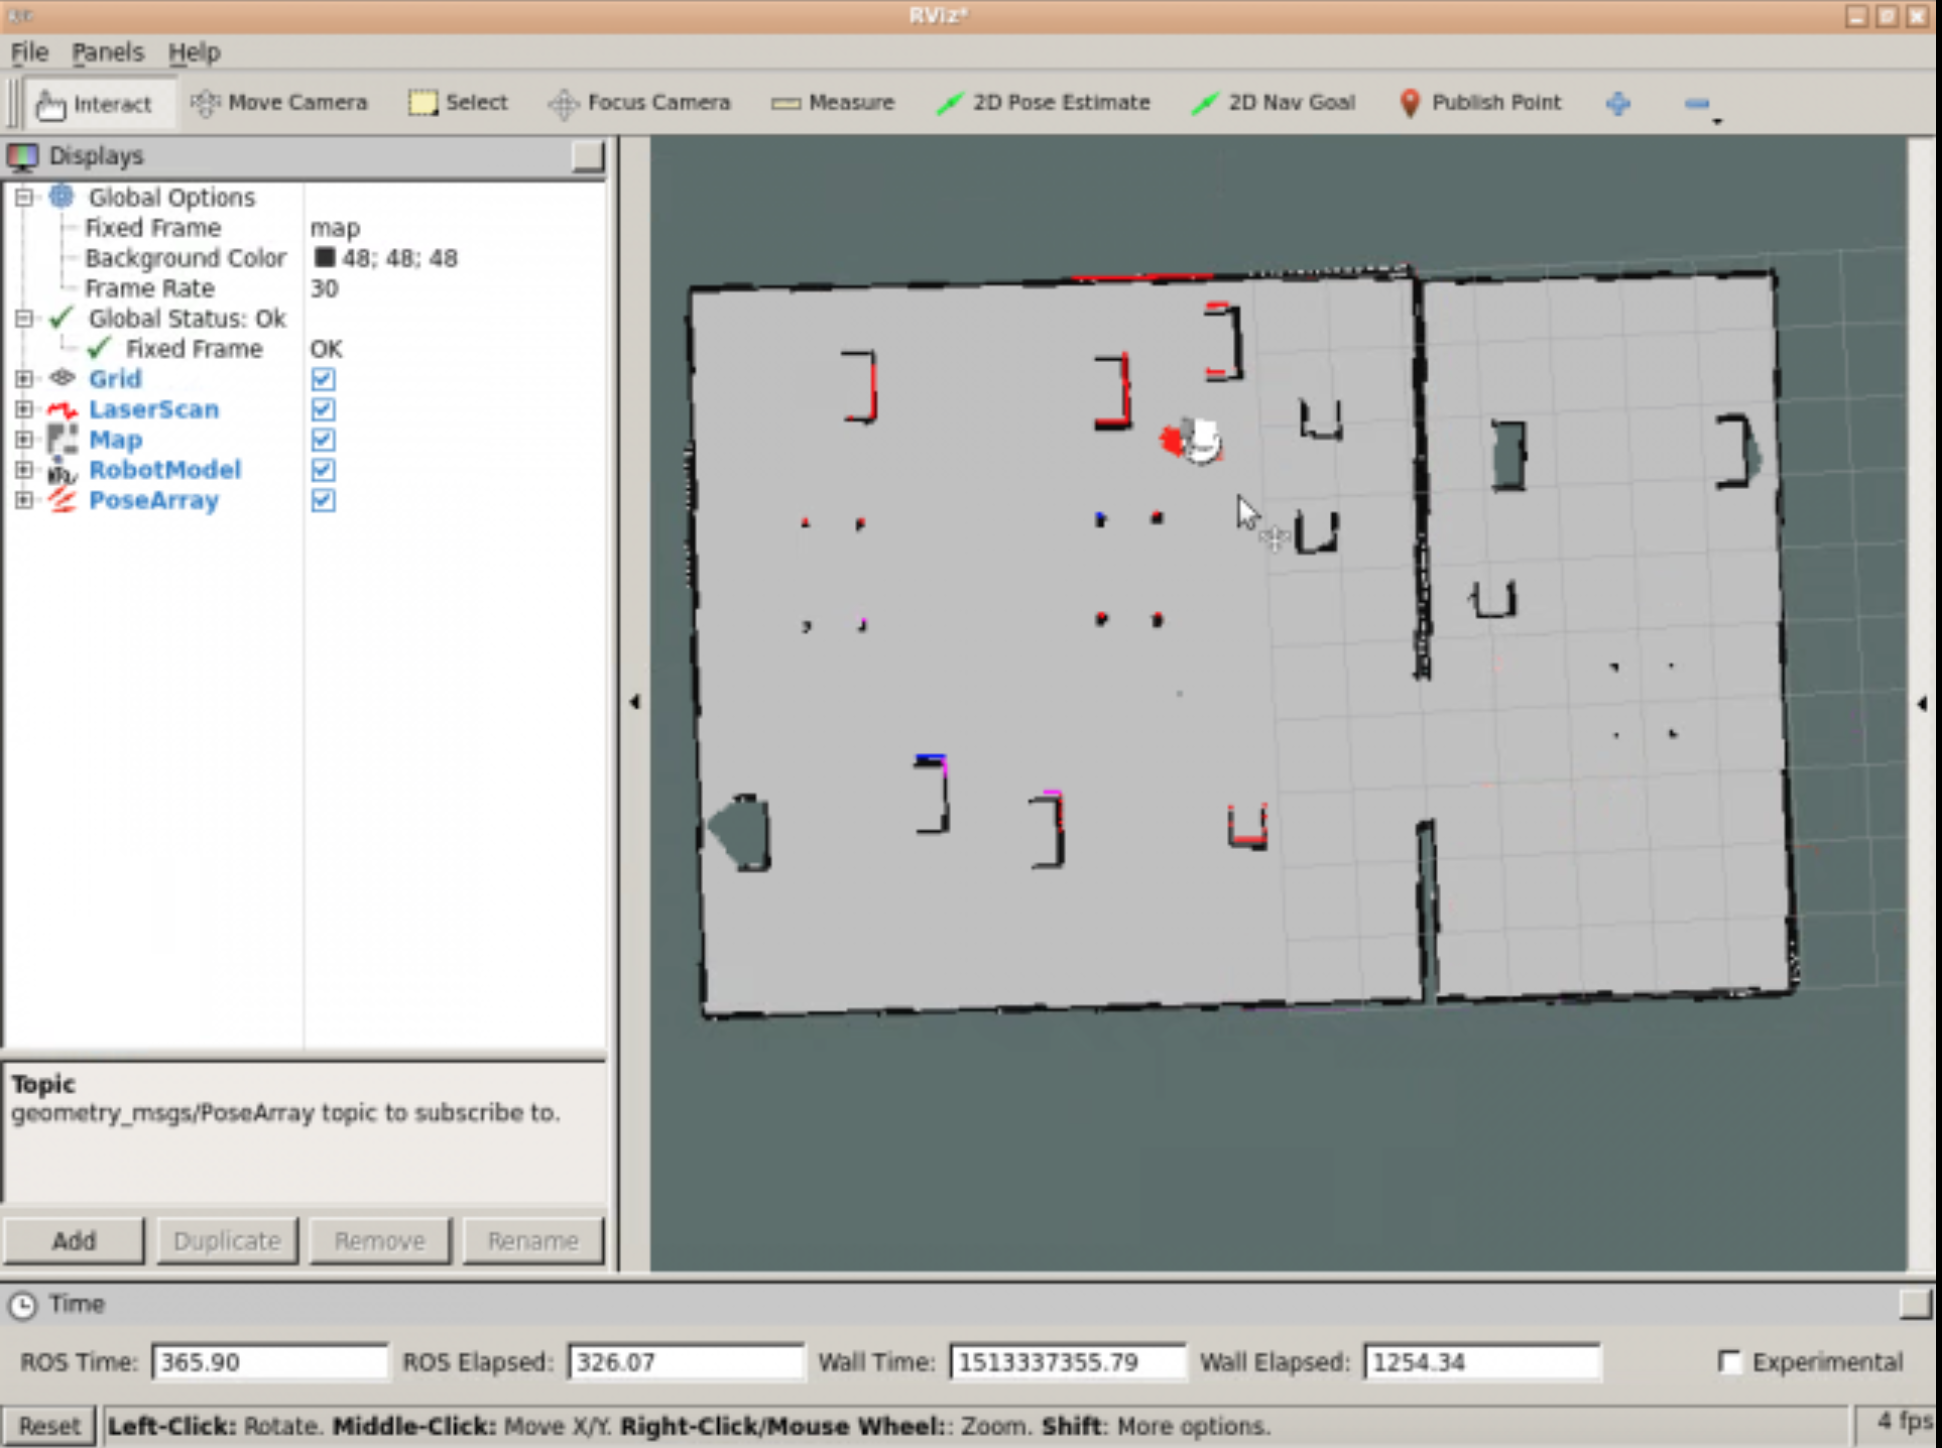 RViz*
File Panels Help
Interact Move Camera Select Focus Camera Measure 2D Pose Estimate 2D Nav Goal Publish Point
Displays
Global Options
Fixed Frame map
Background Color 48; 48; 48
Frame Rate 30
Global Status: Ok
Fixed Frame OK
Grid
LaserScan
Map
RobotModel
PoseArray
Topic
geometry_msgs/PoseArray topic to subscribe to.
Add Duplicate Remove Rename
Time
ROS Time: 365.90 ROS Elapsed: 326.07 Wall Time: 1513337355.79 Wall Elapsed: 1254.34 Experimental
Reset Left-Click: Rotate. Middle-Click: Move X/Y. Right-Click/Mouse Wheel:: Zoom. Shift: More options. 4 fps